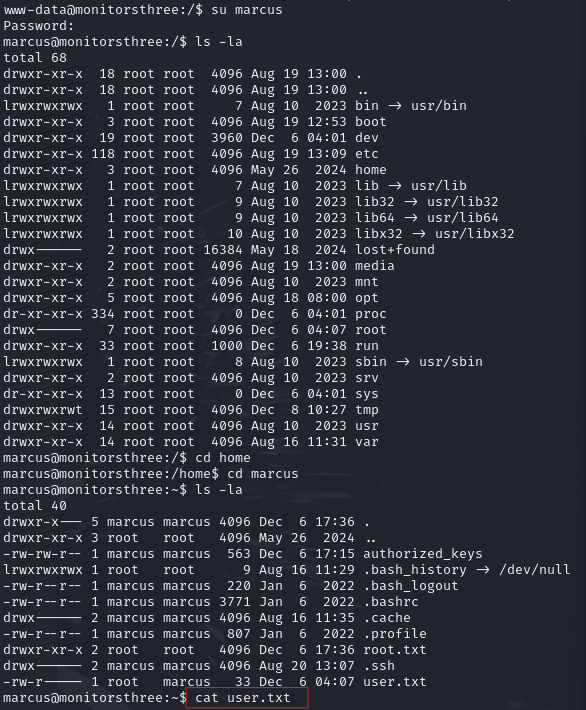 www-data@monitorsthree:/$ su marcus
Password:
marcus@monitorsthree:/$ ls -la
total 68
drwxr-xr-x  18 root root  4096 Aug 19 13:00 .
drwxr-xr-x  18 root root  4096 Aug 19 13:00 ..
lrwxrwxrwx   1 root root     7 Aug 10  2023 bin → usr/bin
drwxr-xr-x   3 root root  4096 Aug 19 12:53 boot
drwxr-xr-x  19 root root  3960 Dec  6 04:01 dev
drwxr-xr-x 118 root root  4096 Aug 19 13:09 etc
drwxr-xr-x   3 root root  4096 May 26  2024 home
lrwxrwxrwx   1 root root     7 Aug 10  2023 lib → usr/lib
lrwxrwxrwx   1 root root     9 Aug 10  2023 lib32 → usr/lib32
lrwxrwxrwx   1 root root     9 Aug 10  2023 lib64 → usr/lib64
lrwxrwxrwx   1 root root    10 Aug 10  2023 libx32 → usr/libx32
drwx------   2 root root 16384 May 18  2024 lost+found
drwxr-xr-x   2 root root  4096 Aug 19 13:00 media
drwxr-xr-x   2 root root  4096 Aug 10  2023 mnt
drwxr-xr-x   5 root root  4096 Aug 18 08:00 opt
dr-xr-xr-x 334 root root     0 Dec  6 04:01 proc
drwx------   7 root root  4096 Dec  6 04:07 root
drwxr-xr-x  33 root root  1000 Dec  6 19:38 run
lrwxrwxrwx   1 root root     8 Aug 10  2023 sbin → usr/sbin
drwxr-xr-x   2 root root  4096 Aug 10  2023 srv
dr-xr-xr-x  13 root root     0 Dec  6 04:01 sys
drwxrwxrwt  15 root root  4096 Dec  8 10:27 tmp
drwxr-xr-x  14 root root  4096 Aug 10  2023 usr
drwxr-xr-x  14 root root  4096 Aug 16 11:31 var
marcus@monitorsthree:/$ cd home
marcus@monitorsthree:/home$ cd marcus
marcus@monitorsthree:~$ ls -la
total 40
drwxr-x--- 5 marcus marcus 4096 Dec  6 17:36 .
drwxr-xr-x 3 root   root   4096 May 26  2024 ..
-rw-rw-r-- 1 marcus marcus  563 Dec  6 17:15 authorized_keys
lrwxrwxrwx 1 root   root      9 Aug 16 11:29 .bash_history → /dev/null
-rw-r--r-- 1 marcus marcus  220 Jan  6  2022 .bash_logout
-rw-r--r-- 1 marcus marcus 3771 Jan  6  2022 .bashrc
drwx------ 2 marcus marcus 4096 Aug 16 11:35 .cache
-rw-r--r-- 1 marcus marcus  807 Jan  6  2022 .profile
drwxr-xr-x 2 root   root   4096 Dec  6 17:36 root.txt
drwx------ 2 marcus marcus 4096 Aug 20 13:07 .ssh
-rw-r----- 1 root   marcus   33 Dec  6 04:07 user.txt
marcus@monitorsthree:~$ cat user.txt